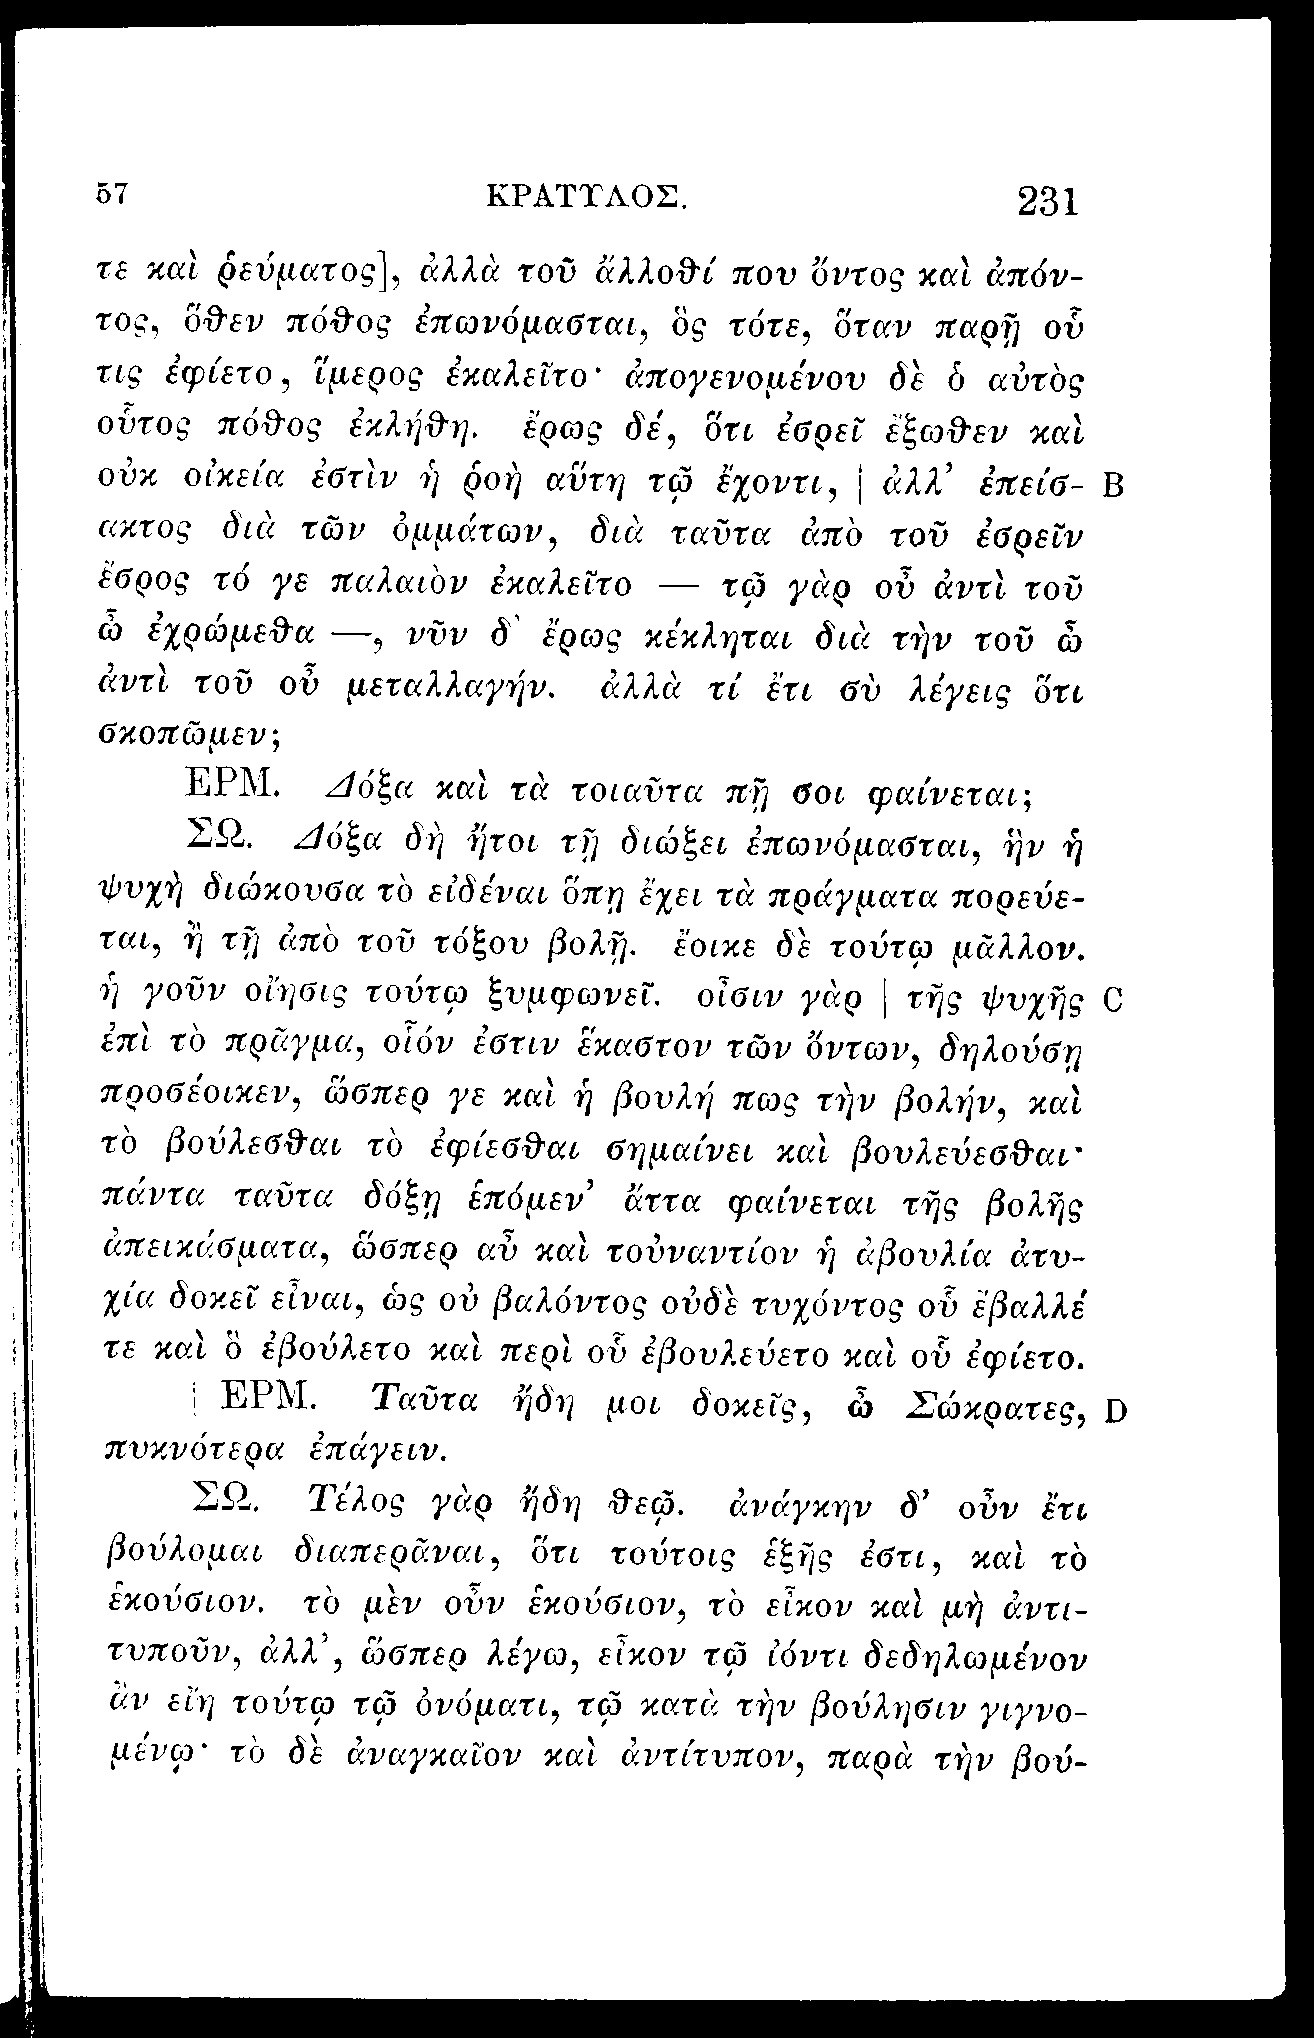 57 ΚΡΑΤΥΛΟΣ. 231
τε καὶ ῥεύματος], ἀλλὰ τοῦ ἄλλοθί που ὄντος καὶ ἀπόν-
τος, ὅθεν πόθος ἐπωνόμασται, ὃς τότε, ὅταν παρῇ οὗ
τις ἐφίετο, ἵμερος ἐκαλεῖτο· ἀπογενομένου δὲ ὁ αὐτὸς
οὗτος πόθος ἐκλήθη. ἔρως δέ, ὅτι ἐσρεῖ ἔξωθεν καὶ
οὐκ οἰκεία ἐστὶν ἡ ῥοὴ αὕτη τῷ ἔχοντι, | ἀλλ’ ἐπείσ- B
ακτος διὰ τῶν ὀμμάτων, διὰ ταῦτα ἀπὸ τοῦ ἐσρεῖν
ἔσρος τό γε παλαιὸν ἐκαλεῖτο — τῷ γὰρ οὖ ἀντὶ τοῦ
ὦ ἐχρώμεθα —, νῦν δ’ ἔρως κέκληται διὰ τὴν τοῦ ὦ
ἀντὶ τοῦ οὖ μεταλλαγήν. ἀλλὰ τί ἔτι σὺ λέγεις ὅτι
σκοπῶμεν;
ΕΡΜ. Δόξα καὶ τὰ τοιαῦτα πῇ σοι φαίνεται;
ΣΩ. Δόξα δὴ ἤτοι τῇ διώξει ἐπωνόμασται, ἣν ἡ
ψυχὴ διώκουσα τὸ εἰδέναι ὅπῃ ἔχει τὰ πράγματα πορεύε-
ται, ἢ τῇ ἀπὸ τοῦ τόξου βολῇ. ἔοικε δὲ τούτῳ μᾶλλον.
ἡ γοῦν οἴησις τούτῳ ξυμφωνεῖ. οἶσιν γὰρ | τῆς ψυχῆς C
ἐπὶ τὸ πρᾶγμα, οἷόν ἐστιν ἕκαστον τῶν ὄντων, δηλούσῃ
προσέοικεν, ὥσπερ γε καὶ ἡ βουλή πως τὴν βολήν, καὶ
τὸ βούλεσθαι τὸ ἐφίεσθαι σημαίνει καὶ βουλεύεσθαι·
πάντα ταῦτα δόξῃ ἑπόμεν’ ἄττα φαίνεται τῆς βολῆς
ἀπεικάσματα, ὥσπερ αὖ καὶ τοὐναντίον ἡ ἀβουλία ἀτυ-
χία δοκεῖ εἶναι, ὡς οὐ βαλόντος οὐδὲ τυχόντος οὗ ἔβαλλέ
τε καὶ ὃ ἐβούλετο καὶ περὶ οὗ ἐβουλεύετο καὶ οὗ ἐφίετο.
| ΕΡΜ. Ταῦτα ἤδη μοι δοκεῖς, ὦ Σώκρατες, D
πυκνότερα ἐπάγειν.
ΣΩ. Τέλος γὰρ ἤδη θεῷ. ἀνάγκην δ’ οὖν ἔτι
βούλομαι διαπερᾶναι, ὅτι τούτοις ἑξῆς ἐστι, καὶ τὸ
ἑκούσιον. τὸ μὲν οὖν ἑκούσιον, τὸ εἶκον καὶ μὴ ἀντι-
τυποῦν, ἀλλ’, ὥσπερ λέγω, εἶκον τῷ ἰόντι δεδηλωμένον
ἂν εἴη τούτῳ τῷ ὀνόματι, τῷ κατὰ τὴν βούλησιν γιγνο-
μένῳ· τὸ δὲ ἀναγκαῖον καὶ ἀντίτυπον, παρὰ τὴν βού-